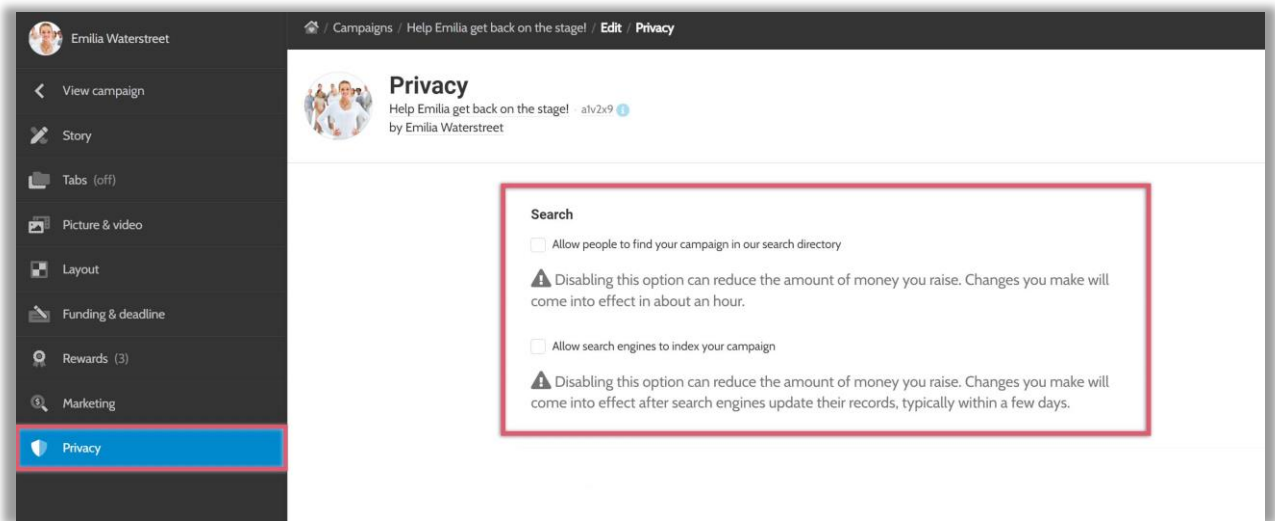 Emilia Waterstreet
/ Campaigns / Help Emilia get back on the stage! / Edit / Privacy
View campaign
Story
Tabs (off)
Picture & video
Layout
Funding & deadline
Rewards (3)
Marketing
Privacy
Privacy
Help Emilia get back on the stage! · a1v2x9
by Emilia Waterstreet
Search
Allow people to find your campaign in our search directory
Disabling this option can reduce the amount of money you raise. Changes you make will
come into effect in about an hour.
Allow search engines to index your campaign
Disabling this option can reduce the amount of money you raise. Changes you make will
come into effect after search engines update their records, typically within a few days.